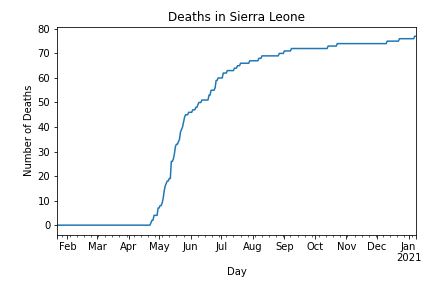 Deaths in Sierra Leone
80
70
60
50
40
30
20
10
0
Number of Deaths
Feb Mar Apr May Jun Jul Aug Sep Oct Nov Dec Jan
2021
Day